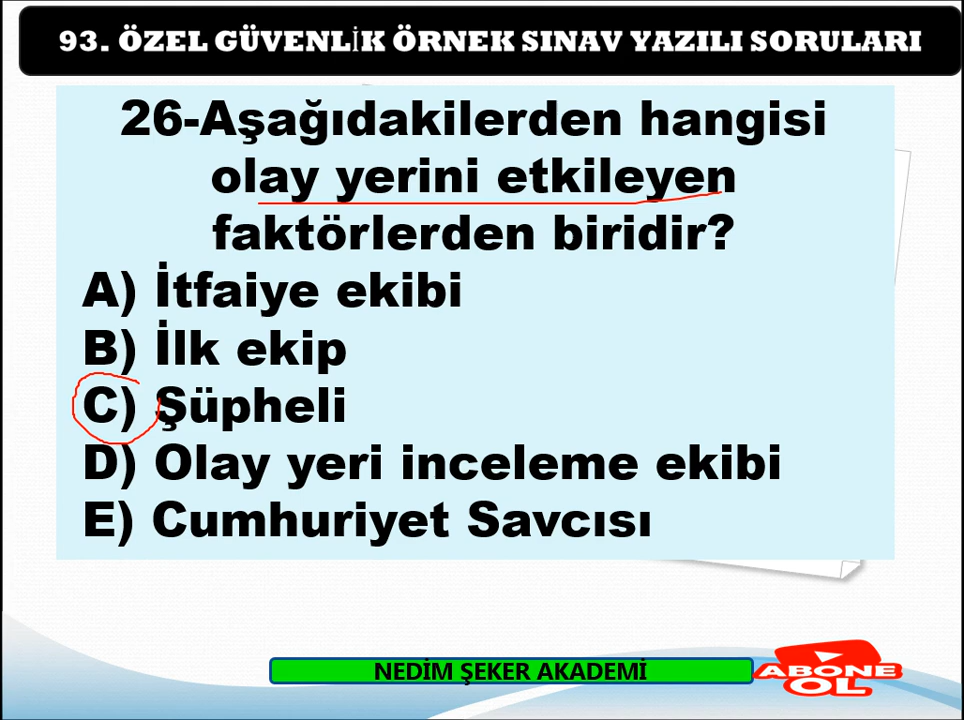 93. ÖZEL GÜVENLİK ÖRNEK SINAV YAZILI SORULARI
26-Aşağıdakilerden hangisi
olay yerini etkileyen
faktörlerden biridir?
A) İtfaiye ekibi
B) İlk ekip
C) Şüpheli
D) Olay yeri inceleme ekibi
E) Cumhuriyet Savcısı
NEDİM ŞEKER AKADEMİ
ABONE
OL